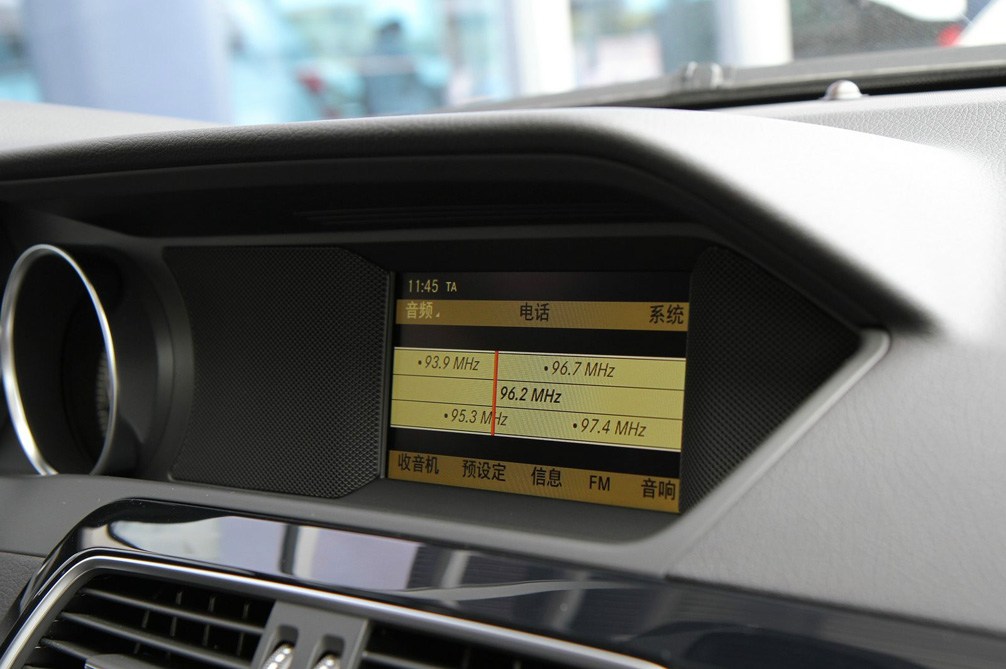 11:45 TA
音频 电话 系统
•93.9 MHz •96.7 MHz
96.2 MHz
•95.3 MHz •97.4 MHz
收音机 预设定 信息 FM 音响